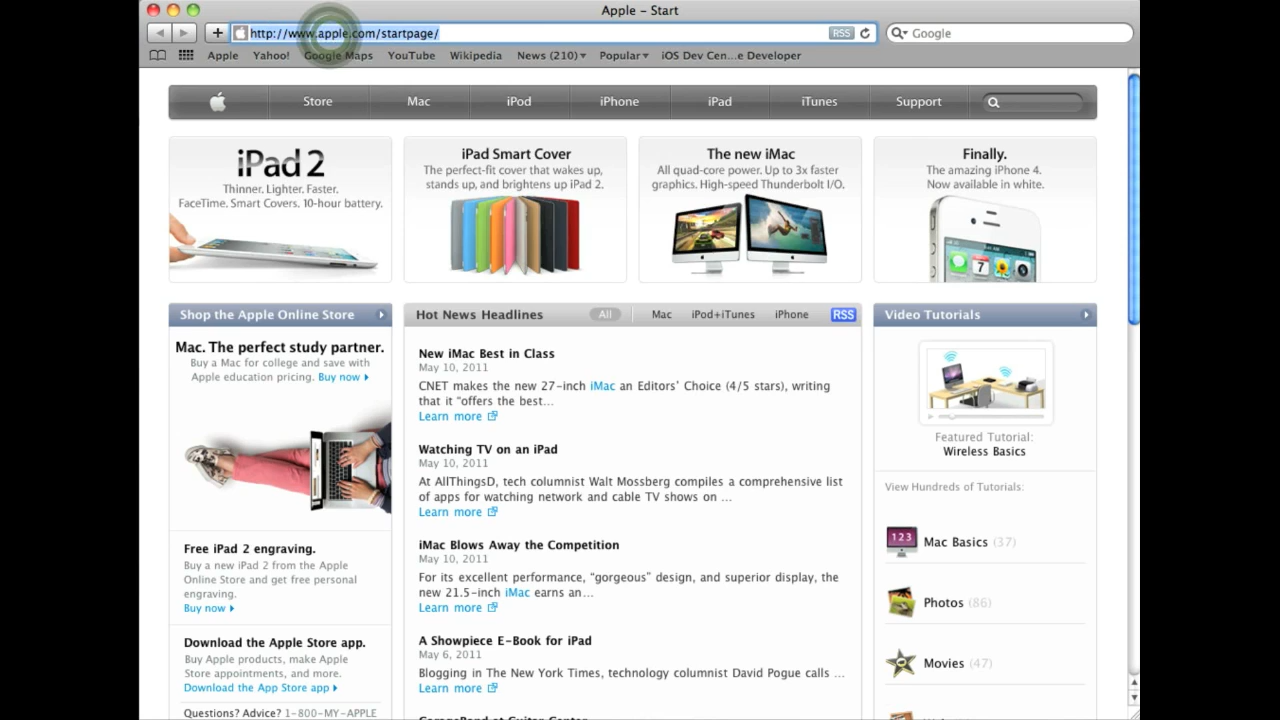 Apple – Start
http://www.apple.com/startpage/
RSS
Google
Apple
Yahoo!
Google Maps
YouTube
Wikipedia
News (210)
Popular
iOS Dev Cen...e Developer
Store
Mac
iPod
iPhone
iPad
iTunes
Support
iPad 2
Thinner. Lighter. Faster.
FaceTime. Smart Covers. 10-hour battery.
iPad Smart Cover
The perfect-fit cover that wakes up,
stands up, and brightens up iPad 2.
The new iMac
All quad-core power. Up to 3x faster
graphics. High-speed Thunderbolt I/O.
Finally.
The amazing iPhone 4.
Now available in white.
7
Shop the Apple Online Store
Mac. The perfect study partner.
Buy a Mac for college and save with
Apple education pricing. Buy now
Free iPad 2 engraving.
Buy a new iPad 2 from the Apple
Online Store and get free personal
engraving.
Buy now
Download the Apple Store app.
Buy Apple products, make Apple
Store appointments, and more.
Download the App Store app
Questions? Advice? 1-800-MY-APPLE
Hot News Headlines
All
Mac
iPod+iTunes
iPhone
RSS
New iMac Best in Class
May 10, 2011
CNET makes the new 27-inch iMac an Editors’ Choice (4/5 stars), writing
that it “offers the best...
Learn more
Watching TV on an iPad
May 10, 2011
At AllThingsD, tech columnist Walt Mossberg compiles a comprehensive list
of apps for watching network and cable TV shows on ...
Learn more
iMac Blows Away the Competition
May 10, 2011
For its excellent performance, “gorgeous” design, and superior display, the
new 21.5-inch iMac earns an...
Learn more
A Showpiece E-Book for iPad
May 6, 2011
Blogging in The New York Times, technology columnist David Pogue calls ...
Learn more
GarageBand at Guitar Center
Video Tutorials
Featured Tutorial:
Wireless Basics
View Hundreds of Tutorials:
123
Mac Basics (37)
Photos (86)
Movies (47)